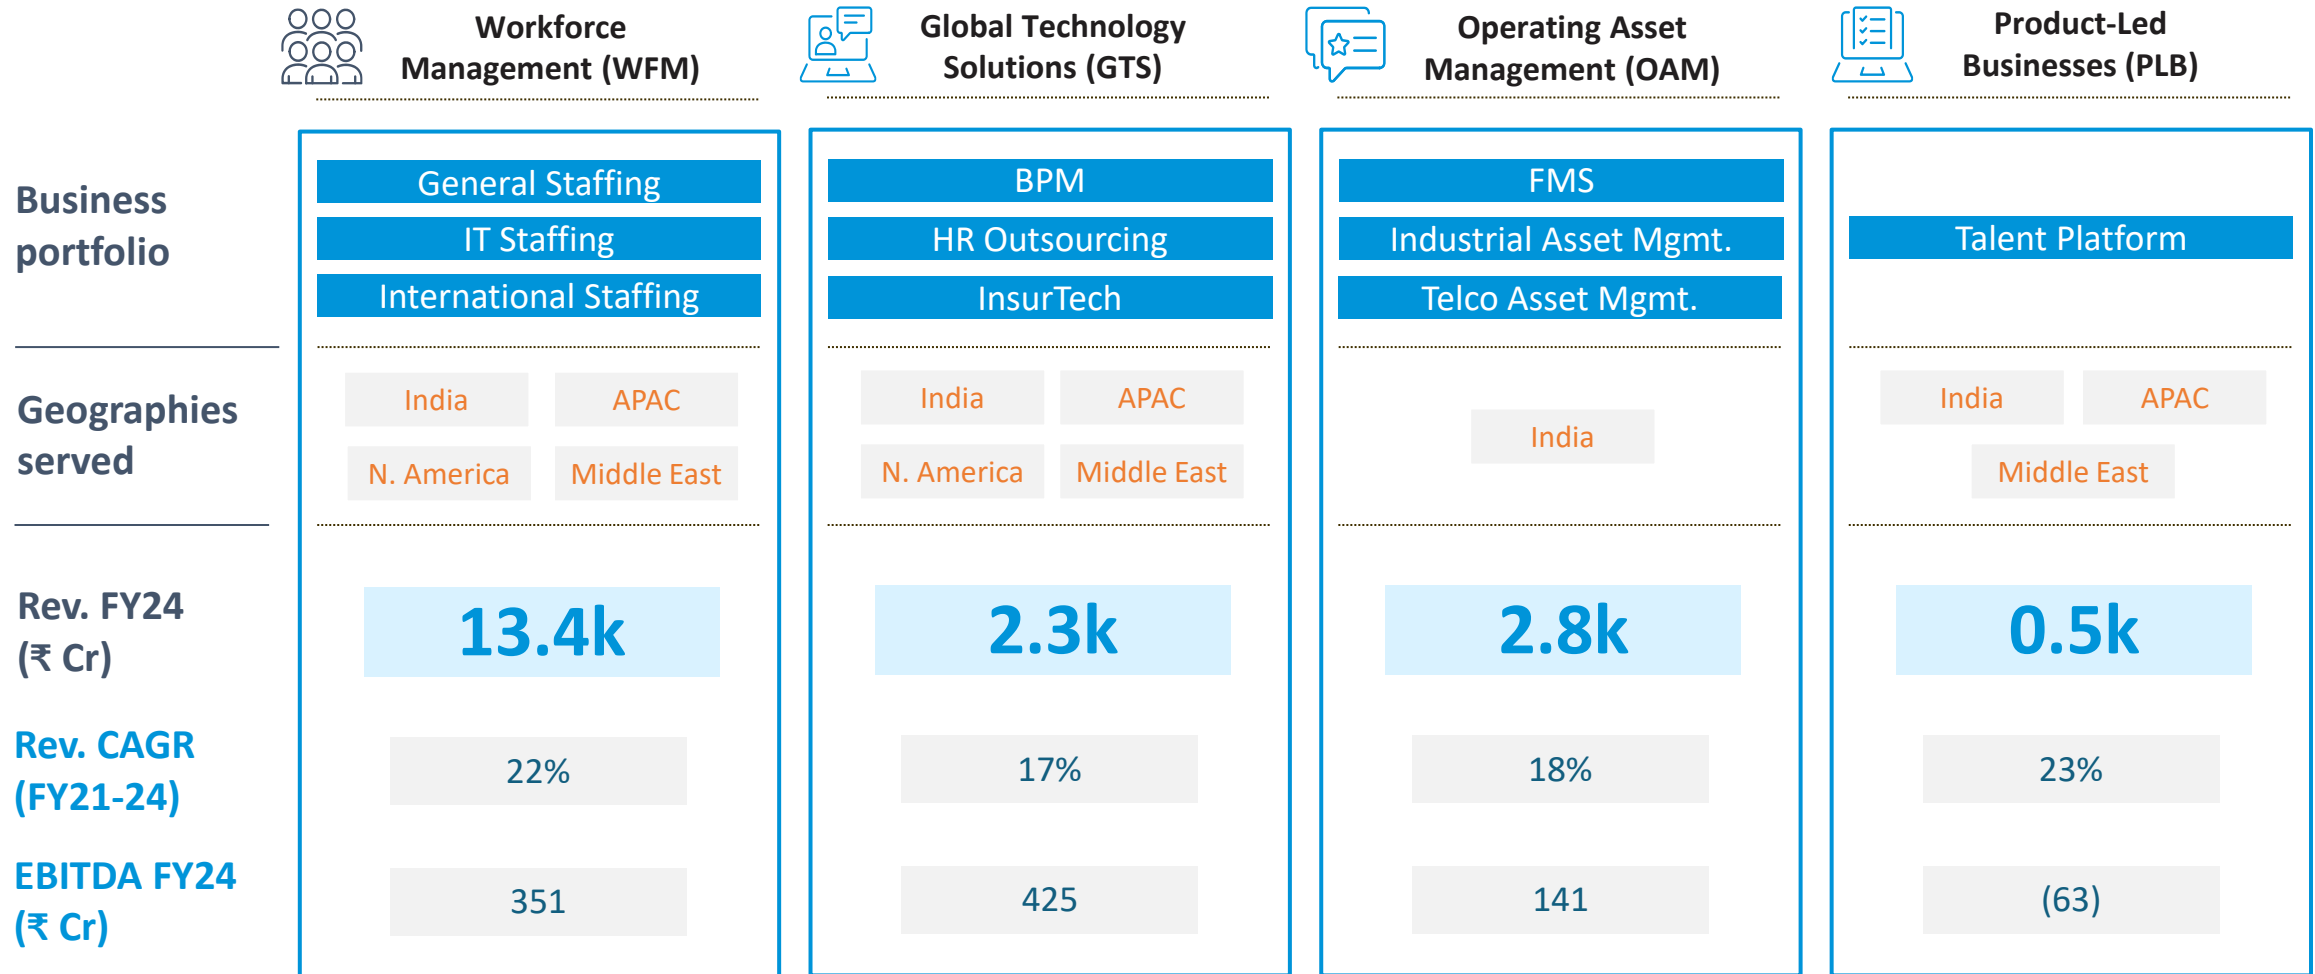 Workforce
Management (WFM)
Global Technology
Solutions (GTS)
Operating Asset
Management (OAM)
Product-Led
Businesses (PLB)
Business
portfolio
General Staffing
IT Staffing
International Staffing
BPM
HR Outsourcing
InsurTech
FMS
Industrial Asset Mgmt.
Telco Asset Mgmt.
Talent Platform
Geographies
served
India
APAC
N. America
Middle East
India
APAC
N. America
Middle East
India
India
APAC
Middle East
Rev. FY24
(₹ Cr)
13.4k
2.3k
2.8k
0.5k
Rev. CAGR
(FY21-24)
22%
17%
18%
23%
EBITDA FY24
(₹ Cr)
351
425
141
(63)